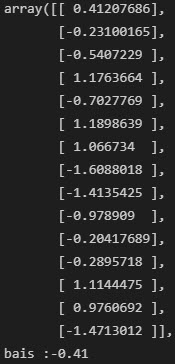 array([[ 0.41207686],
[-0.23100165],
[-0.5407229 ],
[ 1.1763664 ],
[-0.7027769 ],
[ 1.1898639 ],
[ 1.066734  ],
[-1.6088018 ],
[-1.4135425 ],
[-0.978909  ],
[-0.20417689],
[-0.2895718 ],
[ 1.1144475 ],
[ 0.9760692 ],
[-1.4713012 ]],
bais :-0.41